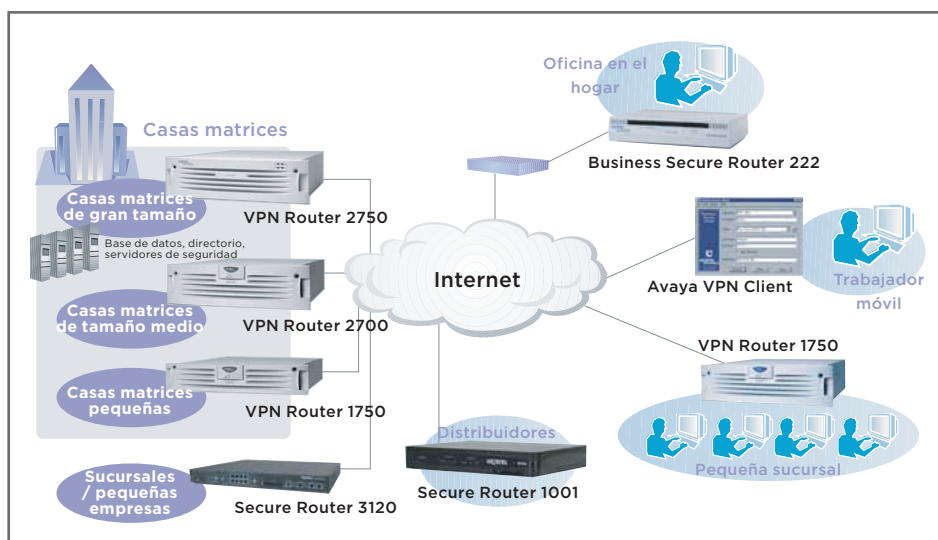 Oficina en el
hogar
Business Secure Router 222
Casas matrices
Casas matrices
de gran tamaño
VPN Router 2750
Base de datos, directorio,
servidores de seguridad
Internet
Avaya VPN Client
Trabajador
móvil
Casas matrices
de tamaño medio
VPN Router 2700
VPN Router 1750
Casas matrices
pequeñas
VPN Router 1750
Distribuidores
Pequeña sucursal
Sucursales
/ pequeñas
empresas
Secure Router 3120
Secure Router 1001